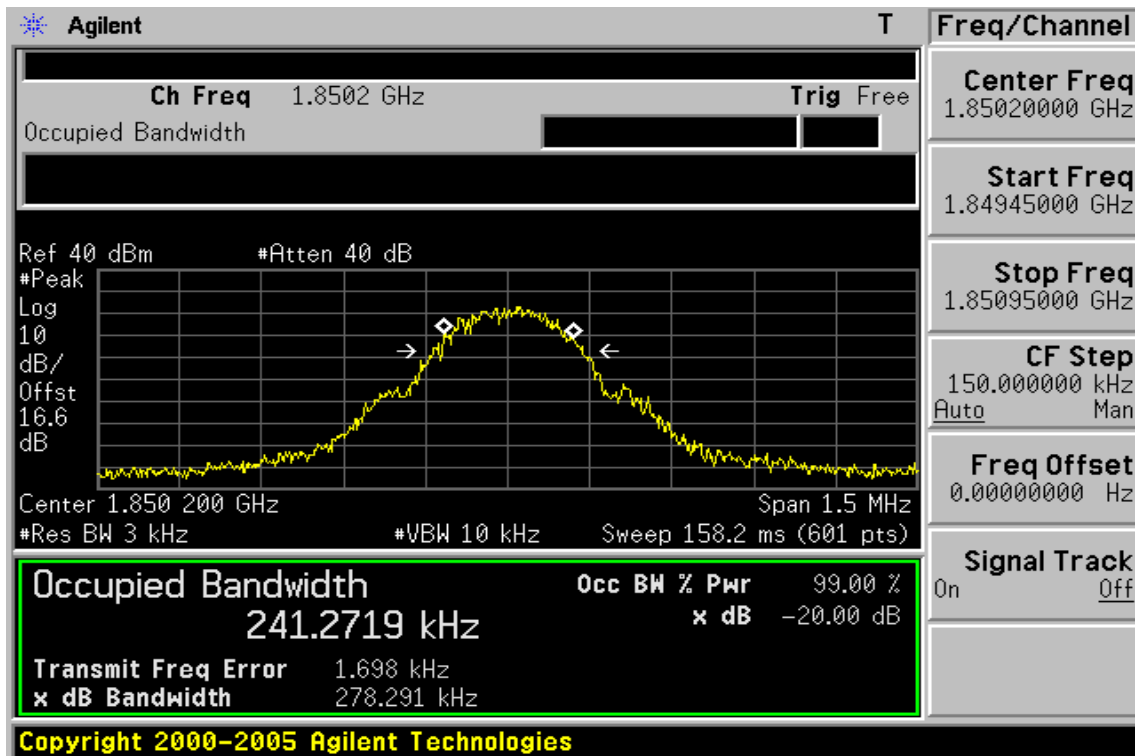 Agilent T Freq/Channel
Ch Freq 1.8502 GHz Trig Free
Occupied Bandwidth
Center Freq
1.85020000 GHz
Start Freq
1.84945000 GHz
Stop Freq
1.85095000 GHz
CF Step
150.000000 kHz
Auto Man
Freq Offset
0.00000000 Hz
Signal Track
On Off
Ref 40 dBm #Atten 40 dB
#Peak
Log
10
dB/
Offst
16.6
dB
Center 1.850 200 GHz Span 1.5 MHz
#Res BW 3 kHz #VBW 10 kHz Sweep 158.2 ms (601 pts)
Occupied Bandwidth Occ BW % Pwr 99.00 %
241.2719 kHz x dB -20.00 dB
Transmit Freq Error 1.698 kHz
x dB Bandwidth 278.291 kHz
Copyright 2000-2005 Agilent Technologies